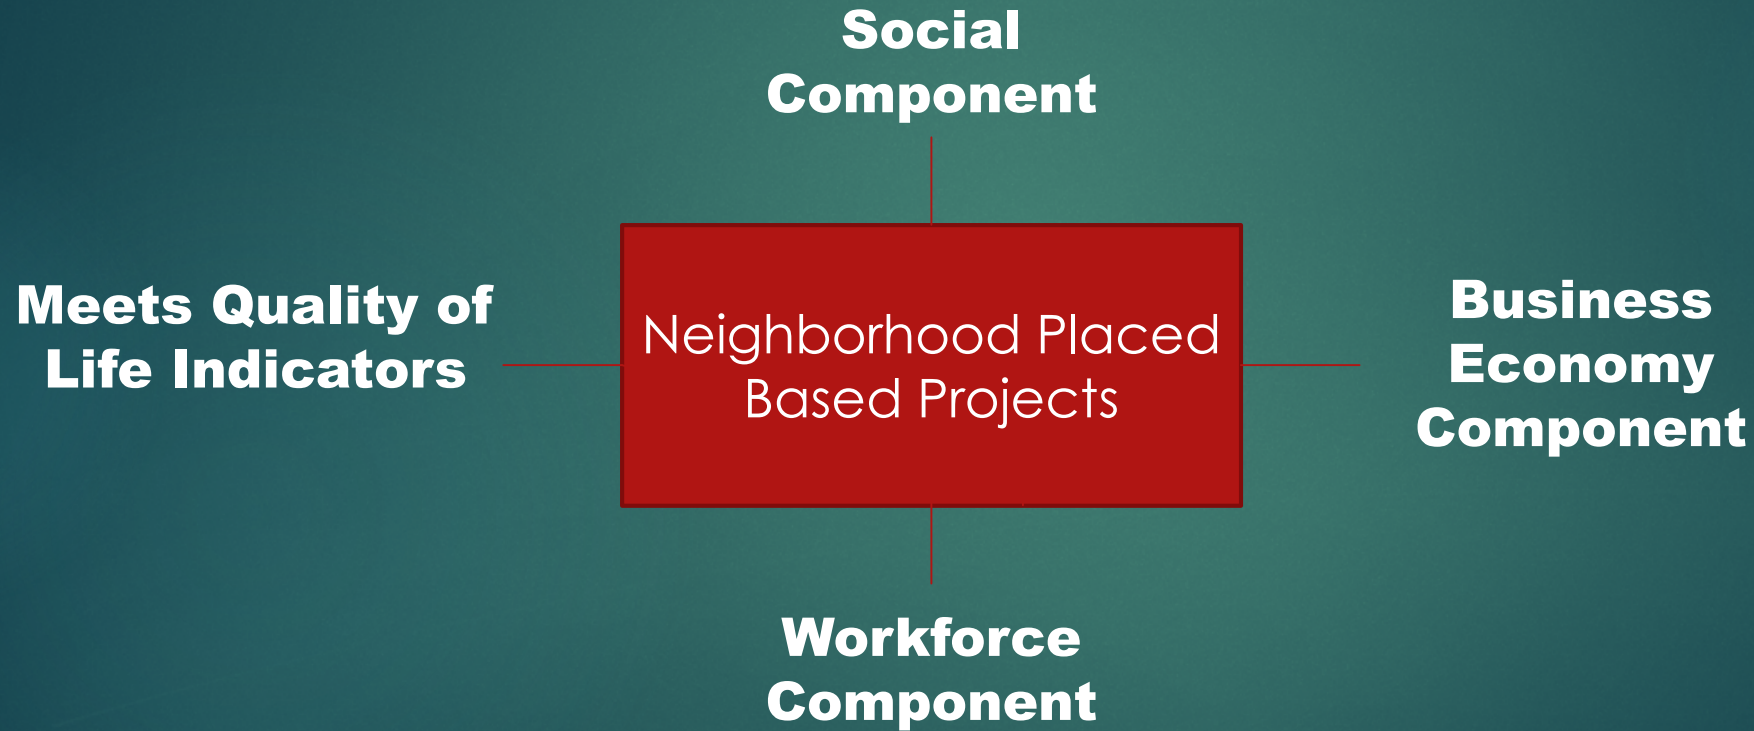 Social
Component
Meets Quality of
Life Indicators
Neighborhood Placed
Based Projects
Business
Economy
Component
Workforce
Component